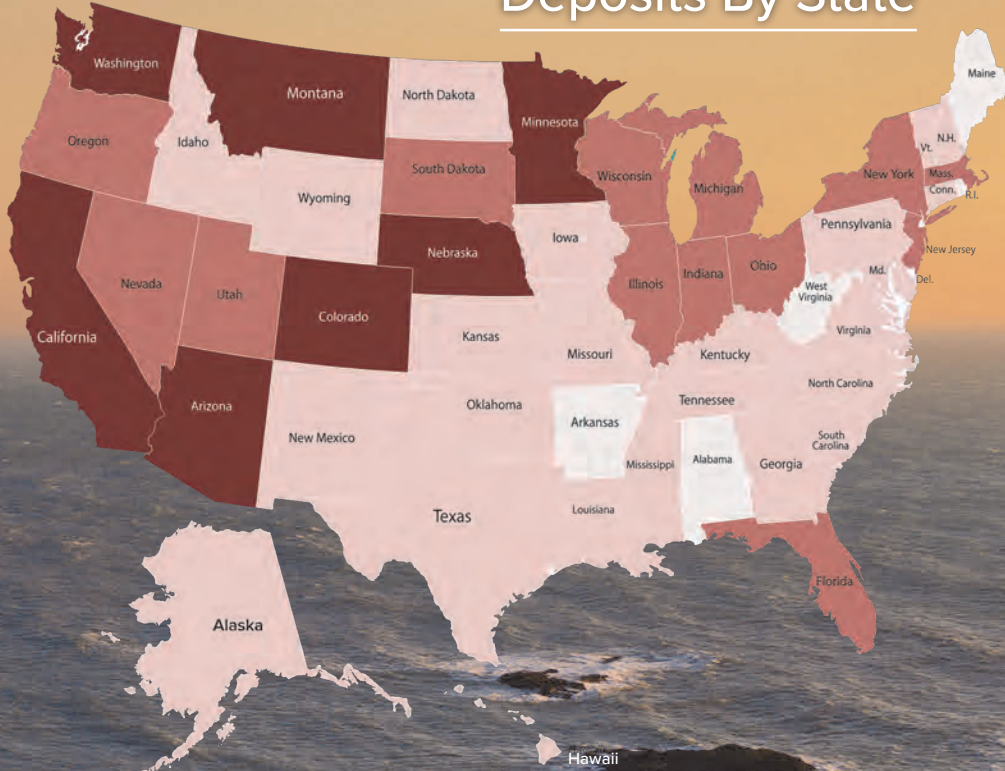 Deposits By State
Washington
Montana
North Dakota
Minnesota
Maine
Oregon
Idaho
South Dakota
Wisconsin
Michigan
New York
Vt.
N.H.
Mass.
Conn.
R.I.
Wyoming
Nebraska
Iowa
Pennsylvania
New Jersey
Nevada
Utah
Colorado
Illinois
Indiana
Ohio
West
Virginia
Md.
Del.
California
Kansas
Missouri
Kentucky
Virginia
Arizona
New Mexico
Oklahoma
Arkansas
Tennessee
North Carolina
South
Carolina
Mississippi
Alabama
Georgia
Texas
Louisiana
Florida
Alaska
Hawaii